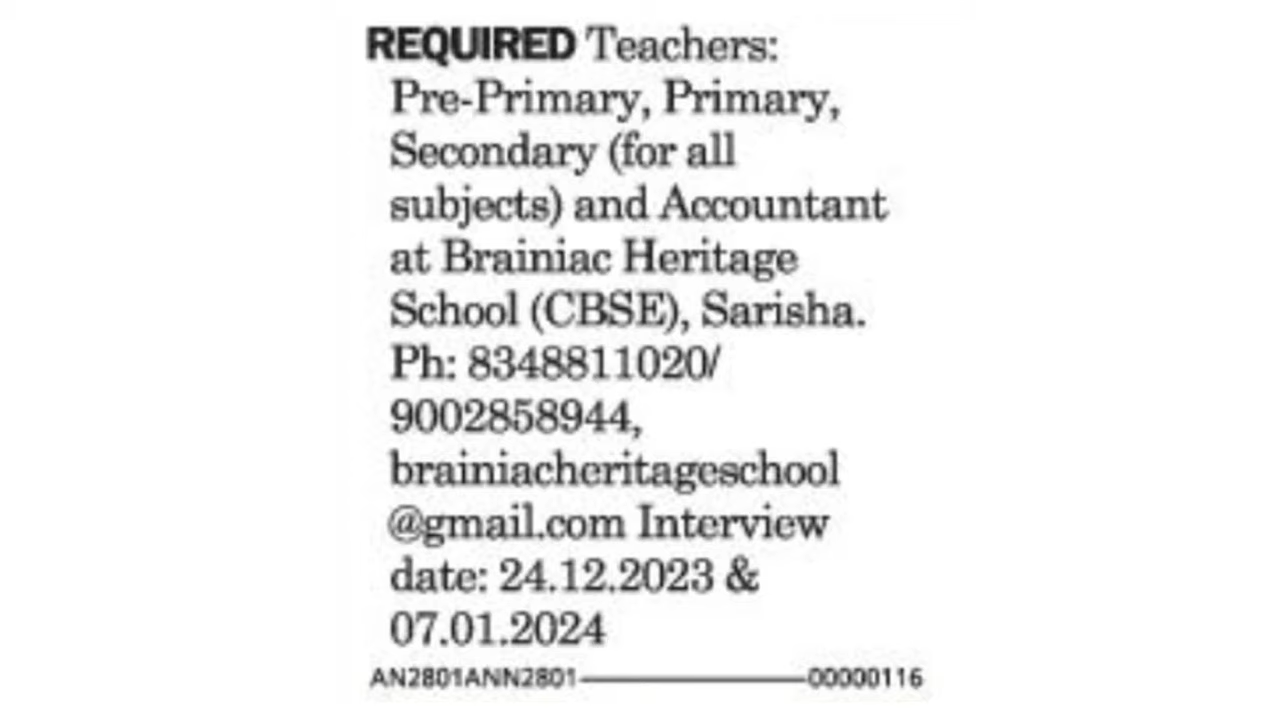 REQUIRED Teachers:
Pre-Primary, Primary,
Secondary (for all
subjects) and Accountant
at Brainiac Heritage
School (CBSE), Sarisha.
Ph: 8348811020/
9002858944,
brainiacheritageschool
@gmail.com Interview
date: 24.12.2023 &
07.01.2024
AN2801ANN2801 00000116